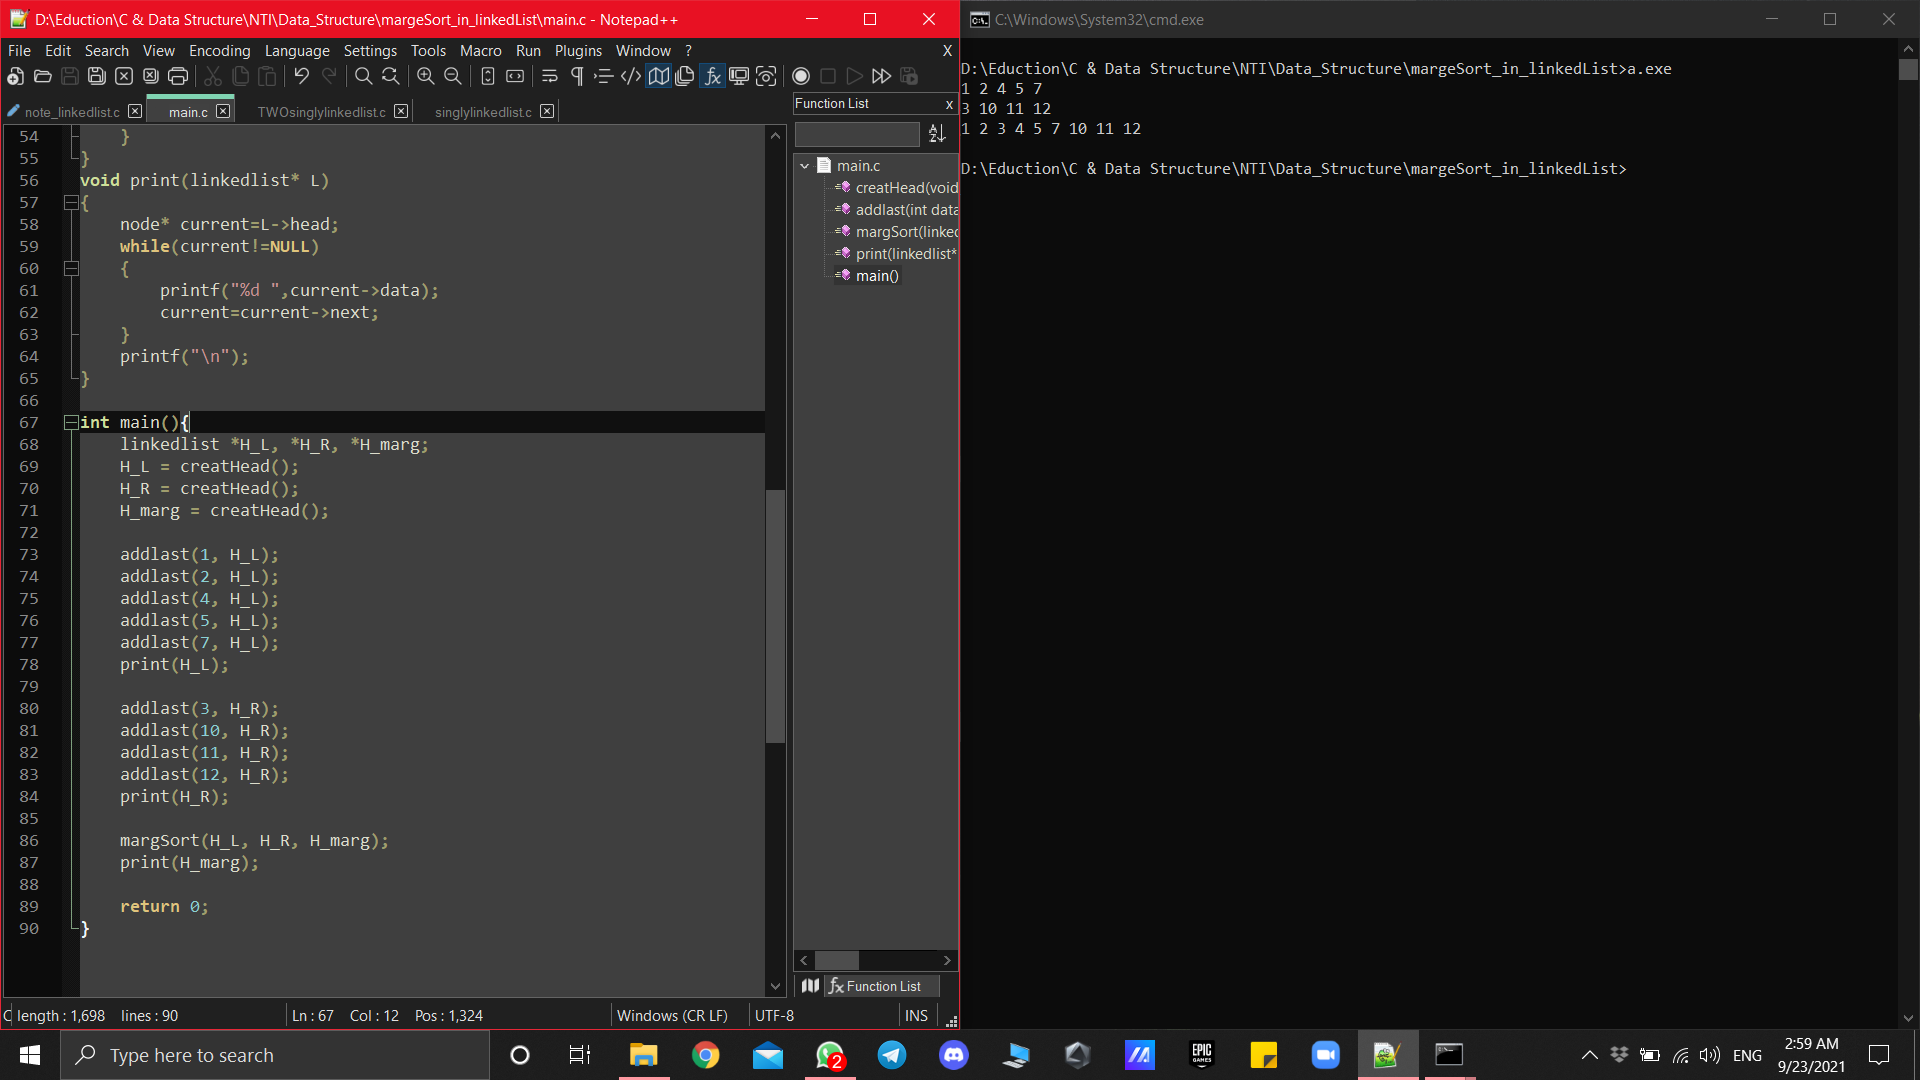 D:\Eduction\C & Data Structure\NTI\Data_Structure\margeSort_in_linkedList\main.c - Notepad++
File Edit Search View Encoding Language Settings Tools Macro Run Plugins Window ? X
note_linkedlist.c main.c TWOsinglylinkedlist.c singlylinkedlist.c
54 }
55 }
56 void print(linkedlist* L)
57 {
58 node* current=L->head;
59 while(current!=NULL)
60 {
61 printf("%d ",current->data);
62 current=current->next;
63 }
64 printf("\n");
65 }
66
67 int main(){
68 linkedlist *H_L, *H_R, *H_marg;
69 H_L = creatHead();
70 H_R = creatHead();
71 H_marg = creatHead();
72
73 addlast(1, H_L);
74 addlast(2, H_L);
75 addlast(4, H_L);
76 addlast(5, H_L);
77 addlast(7, H_L);
78 print(H_L);
79
80 addlast(3, H_R);
81 addlast(10, H_R);
82 addlast(11, H_R);
83 addlast(12, H_R);
84 print(H_R);
85
86 margSort(H_L, H_R, H_marg);
87 print(H_marg);
88
89 return 0;
90 }
Function List x
main.c
creatHead(void
addlast(int data
margSort(linked
print(linkedlist*
main()
Function List
C length : 1,698 lines : 90 Ln : 67 Col : 12 Pos : 1,324 Windows (CR LF) UTF-8 INS
C:\Windows\System32\cmd.exe
D:\Eduction\C & Data Structure\NTI\Data_Structure\margeSort_in_linkedList>a.exe
1 2 4 5 7
3 10 11 12
1 2 3 4 5 7 10 11 12
D:\Eduction\C & Data Structure\NTI\Data_Structure\margeSort_in_linkedList>
Type here to search
2
EPIC GAMES
ENG
2:59 AM
9/23/2021